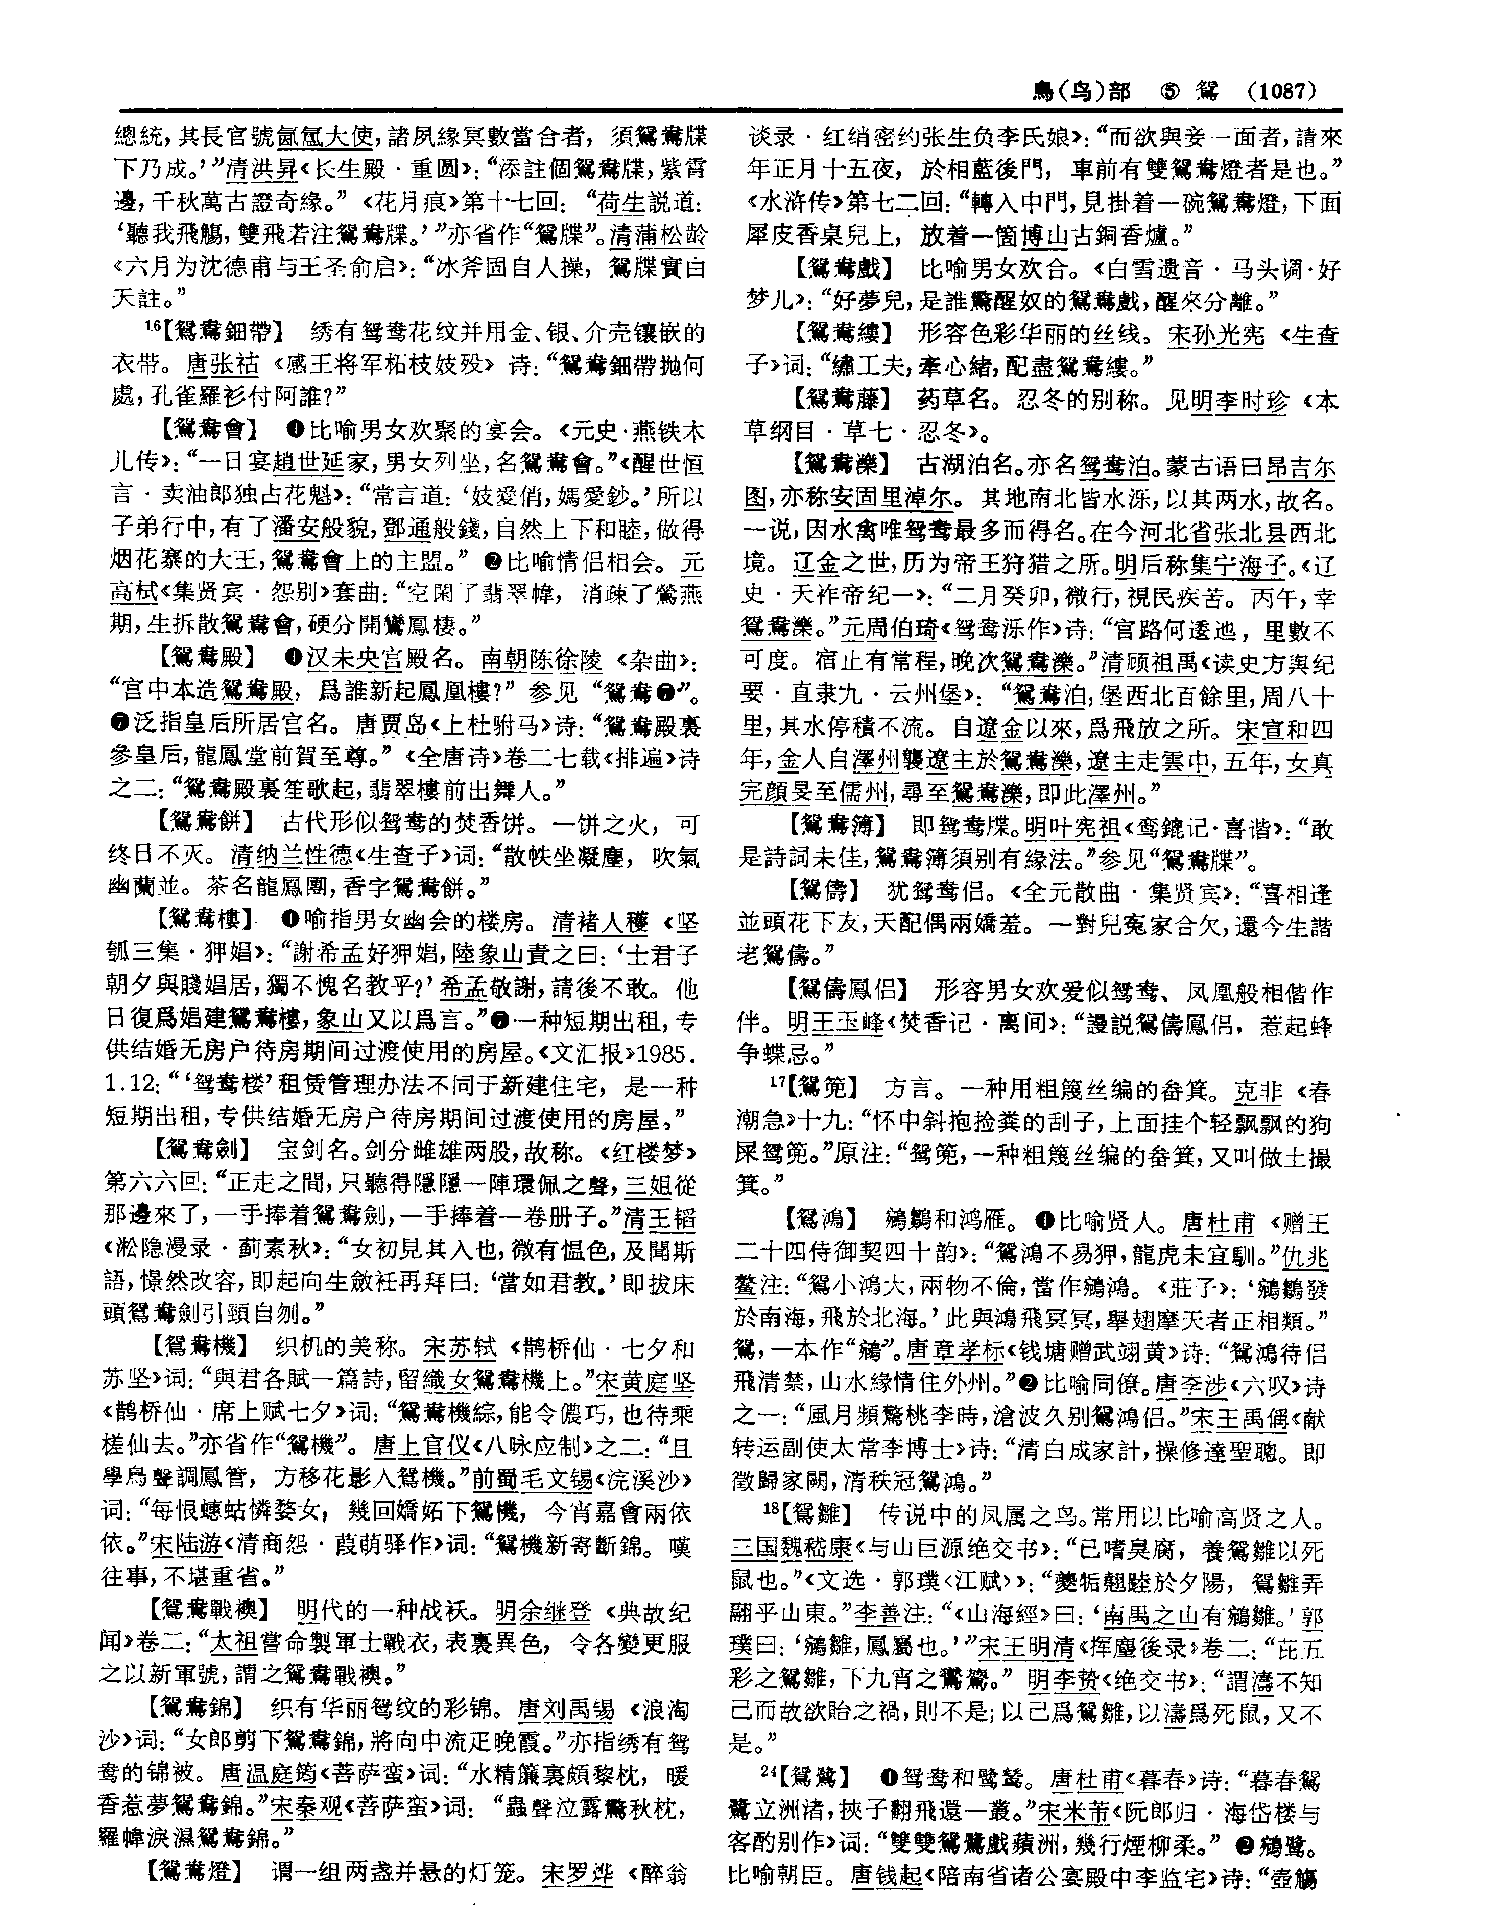 鳥(鸟)部 ⑤ 鴛 (1087)
總統，其長官號氤氲大使，諸夙緣冥數當合者，須鴛鴦牒
下乃成。’”清洪昇《长生殿·重圆》：“添註個鴛鴦牒，紫霄
邊，千秋萬古證奇緣。”《花月痕》第十七回：“荷生説道：
‘聽我飛觴，雙飛若注鴛鴦牒。’”亦省作“鴛牒”。清蒲松龄
《六月为沈德甫与王圣俞启》：“冰斧固自人操，鴛牒實由
天註。”
16【鴛鴦鈿帶】 绣有鸳鸯花纹并用金、银、介壳镶嵌的
衣带。唐张祜《感王将军柘枝妓殁》诗：“鴛鴦鈿帶抛何
處，孔雀羅衫付阿誰？”
【鴛鴦會】 ❶比喻男女欢聚的宴会。《元史·燕铁木
儿传》：“一日宴趙世延家，男女列坐，名鴛鴦會。”《醒世恒
言·卖油郎独占花魁》：“常言道：‘妓愛俏，媽愛鈔。’所以
子弟行中，有了潘安般貌，鄧通般錢，自然上下和睦，做得
烟花寨的大王，鴛鴦會上的主盟。”❷比喻情侣相会。元
高栻《集贤宾·怨别》套曲：“空閑了翡翠幃，消疎了鶯燕
期，生拆散鴛鴦會，硬分開鸞鳳棲。”
【鴛鴦殿】 ❶汉未央宫殿名。南朝陈徐陵《杂曲》：
“宫中本造鴛鴦殿，爲誰新起鳳凰樓？”参见“鴛鴦❼”。
❷泛指皇后所居宫名。唐贾岛《上杜驸马》诗：“鴛鴦殿裏
參皇后，龍鳳堂前賀至尊。”《全唐诗》卷二七载《排遍》诗
之二：“鴛鴦殿裏笙歌起，翡翠樓前出舞人。”
【鴛鴦餅】 古代形似鸳鸯的焚香饼。一饼之火，可
终日不灭。清纳兰性德《生查子》词：“散帙坐凝塵，吹氣
幽蘭並。茶名龍鳳團，香字鴛鴦餅。”
【鴛鴦樓】 ❶喻指男女幽会的楼房。清褚人穫《坚
瓠三集·狎娼》：“謝希孟好狎娼，陸象山責之曰：‘士君子
朝夕與賤娼居，獨不愧名教乎？’希孟敬謝，請後不敢。他
日復爲娼建鴛鴦樓，象山又以爲言。”❷一种短期出租，专
供结婚无房户待房期间过渡使用的房屋。《文汇报》1985.
1.12：“‘鸳鸯楼’租赁管理办法不同于新建住宅，是一种
短期出租，专供结婚无房户待房期间过渡使用的房屋。”
【鴛鴦劍】 宝剑名。剑分雌雄两股，故称。《红楼梦》
第六六回：“正走之間，只聽得隱隱一陣環佩之聲，三姐從
那邊來了，一手捧着鴛鴦劍，一手捧着一卷册子。”清王韬
《淞隐漫录·蓟素秋》：“女初見其入也，微有愠色，及聞斯
語，憬然改容，即起向生斂衽再拜曰：‘當如君教。’即拔床
頭鴛鴦劍引頸自刎。”
【鴛鴦機】 织机的美称。宋苏轼《鹊桥仙·七夕和
苏坚》词：“與君各賦一篇詩，留織女鴛鴦機上。”宋黄庭坚
《鹊桥仙·席上赋七夕》词：“鴛鴦機綜，能令儂巧，也待乘
槎仙去。”亦省作“鴛機”。唐上官仪《八咏应制》之二：“且
學鳥聲調鳳管，方移花影入鴛機。”前蜀毛文锡《浣溪沙》
词：“每恨蟪蛄憐婺女，幾回嬌妬下鴛機，今宵嘉會兩依
依。”宋陆游《清商怨·葭萌驿作》词：“鴛機新寄斷錦。嘆
往事，不堪重省。”
【鴛鴦戰襖】 明代的一种战袄。明余继登《典故纪
闻》卷二：“太祖嘗命製軍士戰衣，表裏異色，令各變更服
之以新軍號，謂之鴛鴦戰襖。”
【鴛鴦錦】 织有华丽鸳纹的彩锦。唐刘禹锡《浪淘
沙》词：“女郎剪下鴛鴦錦，將向中流疋晚霞。”亦指绣有鸳
鸯的锦被。唐温庭筠《菩萨蛮》词：“水精簾裏頗黎枕，暖
香惹夢鴛鴦錦。”宋秦观《菩萨蛮》词：“蟲聲泣露驚秋枕，
羅幃淚濕鴛鴦錦。”
【鴛鴦燈】 谓一组两盏并悬的灯笼。宋罗烨《醉翁
谈录·红绡密约张生负李氏娘》：“而欲與妾一面者，請來
年正月十五夜，於相藍後門，車前有雙鴛鴦燈者是也。”
《水浒传》第七二回：“轉入中門，見掛着一碗鴛鴦燈，下面
犀皮香桌兒上，放着一箇博山古銅香爐。”
【鴛鴦戲】 比喻男女欢合。《白雪遗音·马头调·好
梦儿》：“好夢兒，是誰驚醒奴的鴛鴦戲，醒來分離。”
【鴛鴦縷】 形容色彩华丽的丝线。宋孙光宪《生查
子》词：“繡工夫，牽心緒，配盡鴛鴦縷。”
【鴛鴦藤】 药草名。忍冬的别称。见明李时珍《本
草纲目·草七·忍冬》。
【鴛鴦濼】 古湖泊名。亦名鸳鸯泊。蒙古语曰昂吉尔
图，亦称安固里淖尔。其地南北皆水泺，以其两水，故名。
一说，因水禽唯鸳鸯最多而得名。在今河北省张北县西北
境。辽金之世，历为帝王狩猎之所。明后称集宁海子。《辽
史·天祚帝纪一》：“二月癸卯，微行，視民疾苦。丙午，幸
鴛鴦濼。”元周伯琦《鸳鸯泺作》诗：“官路何逶迤，里數不
可度。宿止有常程，晚次鴛鴦濼。”清顾祖禹《读史方舆纪
要·直隶九·云州堡》：“鴛鴦泊，堡西北百餘里，周八十
里，其水停積不流。自遼金以來，爲飛放之所。宋宣和四
年，金人自澤州襲遼主於鴛鴦濼，遼主走雲中，五年，女真
完顔旻至儒州，尋至鴛鴦濼，即此澤州。”
【鴛鴦簿】 即鸳鸯牒。明叶宪祖《鸾鎞记·喜谐》：“敢
是詩詞未佳，鴛鴦簿須别有緣法。”参见“鴛鴦牒”。
【鴛儔】 犹鸳鸯侣。《全元散曲·集贤宾》：“喜相逢
並頭花下友，天配偶兩嬌羞。一對兒寃家合欠，還今生諧
老鴛儔。”
【鴛儔鳳侣】 形容男女欢爱似鸳鸯、凤凰般相偕作
伴。明王玉峰《焚香记·离间》：“謾説鴛儔鳳侣，惹起蜂
争蝶忌。”
17【鴛篼】 方言。一种用粗篾丝编的畚箕。克非《春
潮急》十九：“怀中斜抱捡粪的刮子，上面挂个轻飘飘的狗
屎鸳篼。”原注：“鸳篼，一种粗篾丝编的畚箕，又叫做土撮
箕。”
【鴛鴻】 鵷鶵和鸿雁。❶比喻贤人。唐杜甫《赠王
二十四侍御契四十韵》：“鴛鴻不易狎，龍虎未宜馴。”仇兆
鳌注：“鴛小鴻大，兩物不倫，當作鵷鴻。《莊子》：‘鵷鶵發
於南海，飛於北海。’此與鴻飛冥冥，舉翅摩天者正相類。”
鴛，一本作“鵷”。唐章孝标《钱塘赠武翊黄》诗：“鴛鴻待侣
飛清禁，山水緣情住外州。”❷比喻同僚。唐李涉《六叹》诗
之一：“風月頻驚桃李時，滄波久别鴛鴻侣。”宋王禹偁《献
转运副使太常李博士》诗：“清白成家計，操修達聖聰。即
徵歸家闕，清秩冠鴛鴻。”
18【鴛雛】 传说中的凤属之鸟。常用以比喻高贤之人。
三国魏嵇康《与山巨源绝交书》：“已嗜臭腐，養鴛雛以死
鼠也。”《文选·郭璞〈江赋〉》：“夔㸸翹踛於夕陽，鴛雛弄
翮乎山東。”李善注：“《山海經》曰：‘南禺之山有鵷雛。’郭
璞曰：‘鵷雛，鳳屬也。’”宋王明清《挥麈後录》卷二：“茁五
彩之鴛雛，下九宵之鸑鷟。”明李贽《绝交书》：“謂濤不知
己而故欲貽之禍，則不是；以己爲鴛雛，以濤爲死鼠，又不
是。”
24【鴛鷺】 ❶鸳鸯和鹭鸶。唐杜甫《暮春》诗：“暮春鴛
鷺立洲渚，挾子翻飛還一叢。”宋米芾《阮郎归·海岱楼与
客酌别作》词：“雙雙鴛鷺戲蘋洲，幾行煙柳柔。”❷鵷鹭。
比喻朝臣。唐钱起《陪南省诸公宴殿中李监宅》诗：“壺觴